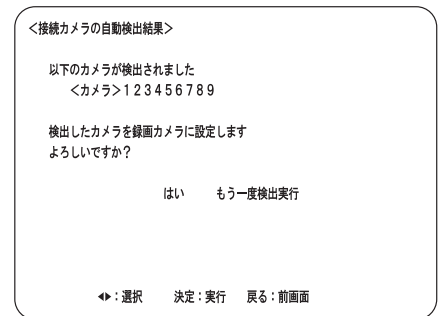 ＜接続カメラの自動検出結果＞
以下のカメラが検出されました
＜カメラ＞１２３４５６７８９
検出したカメラを録画カメラに設定します
よろしいですか？
はい　もう一度検出実行
◀▶：選択　決定：実行　戻る：前画面